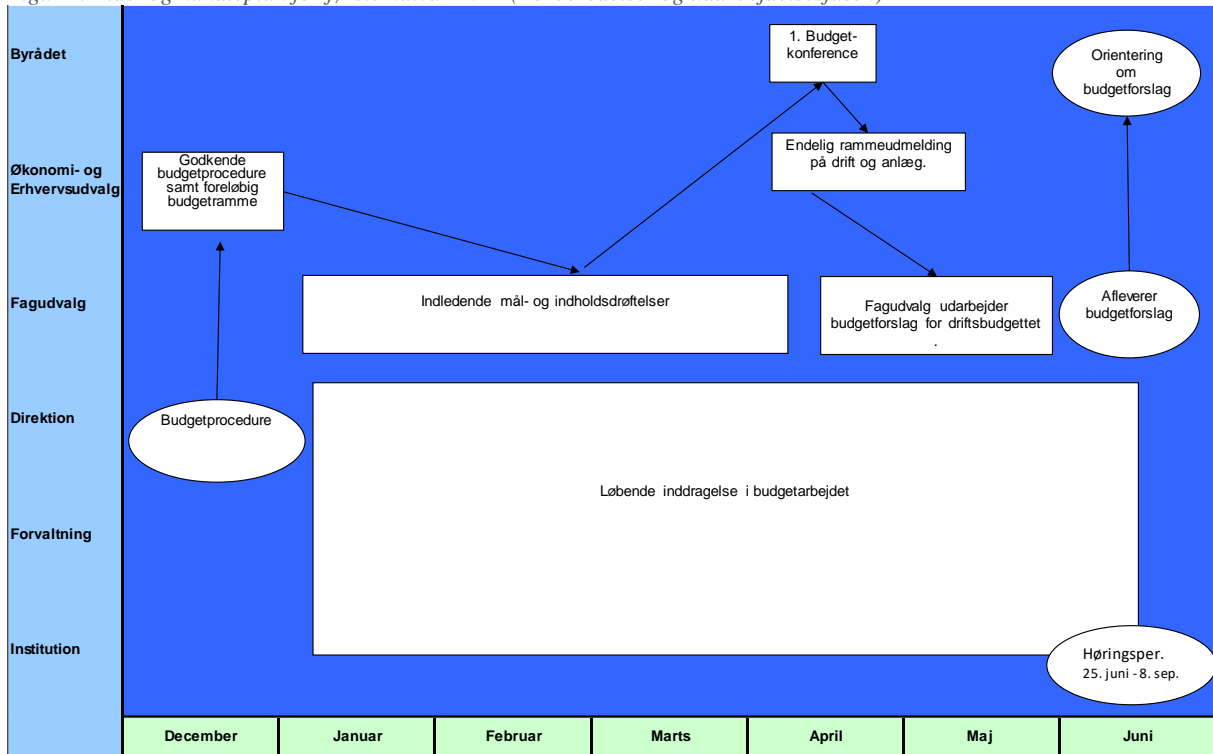 Byrådet
1. Budget-
konference
Orientering
om
budgetforslag
Økonomi- og
Erhvervsudvalg
Godkende
budgetprocedure
samt foreløbig
budgetramme
Endelig rammeudmelding
på drift og anlæg.
Fagudvalg
Indledende mål- og indholdsdrøftelser
Fagudvalg udarbejder
budgetforslag for driftsbudgettet
.
Afleverer
budgetforslag
Direktion
Budgetprocedure
Løbende inddragelse i budgetarbejdet
Forvaltning
Institution
Høringsper.
25. juni - 8. sep.
December
Januar
Februar
Marts
April
Maj
Juni